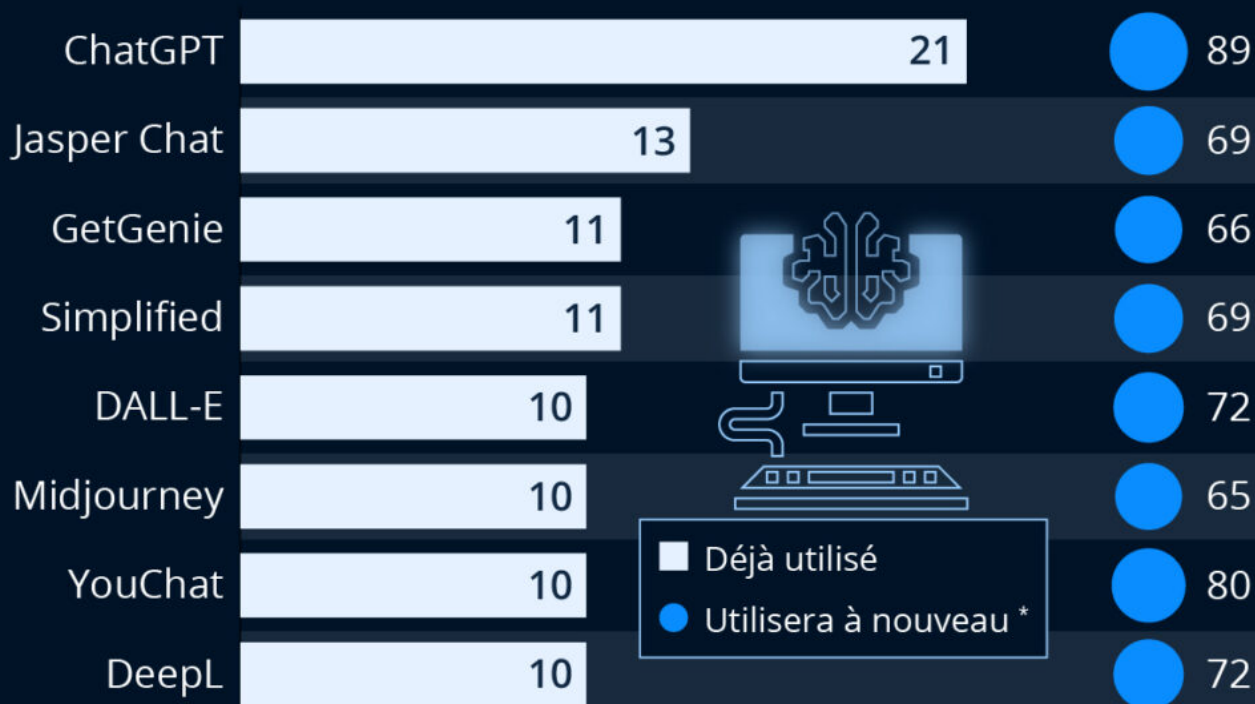 ChatGPT 21 89
Jasper Chat 13 69
GetGenie 11 66
Simplified 11 69
DALL-E 10 72
Midjourney 10 65
YouChat 10 80
DeepL 10 72
Déjà utilisé
Utilisera à nouveau *